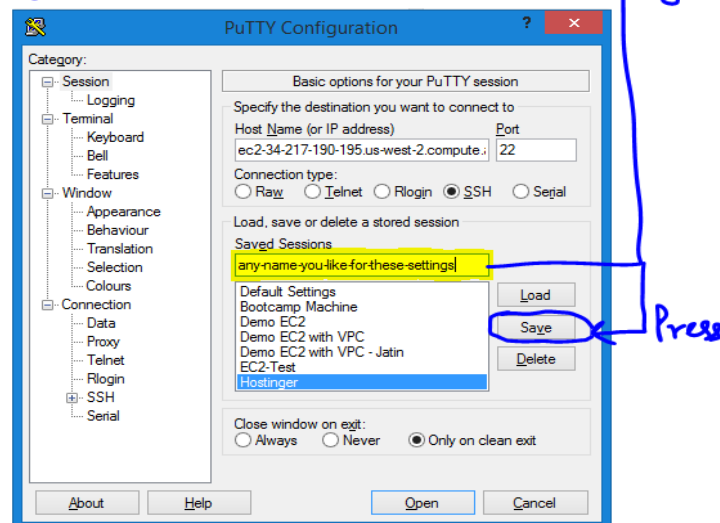 PuTTY Configuration
?
×
Category:
Session
Logging
Terminal
Keyboard
Bell
Features
Window
Appearance
Behaviour
Translation
Selection
Colours
Connection
Data
Proxy
Telnet
Rlogin
SSH
Serial
Basic options for your PuTTY session
Specify the destination you want to connect to
Host Name (or IP address) Port
ec2-34-217-190-195.us-west-2.compute. 22
Connection type:
Raw Telnet Rlogin SSH Serial
Load, save or delete a stored session
Saved Sessions
any-name-you-like-for-these-settings
Default Settings
Bootcamp Machine
Demo EC2
Demo EC2 with VPC
Demo EC2 with VPC - Jatin
EC2-Test
Hostinger
Load
Save
Press
Delete
Close window on exit:
Always Never Only on clean exit
About Help Open Cancel